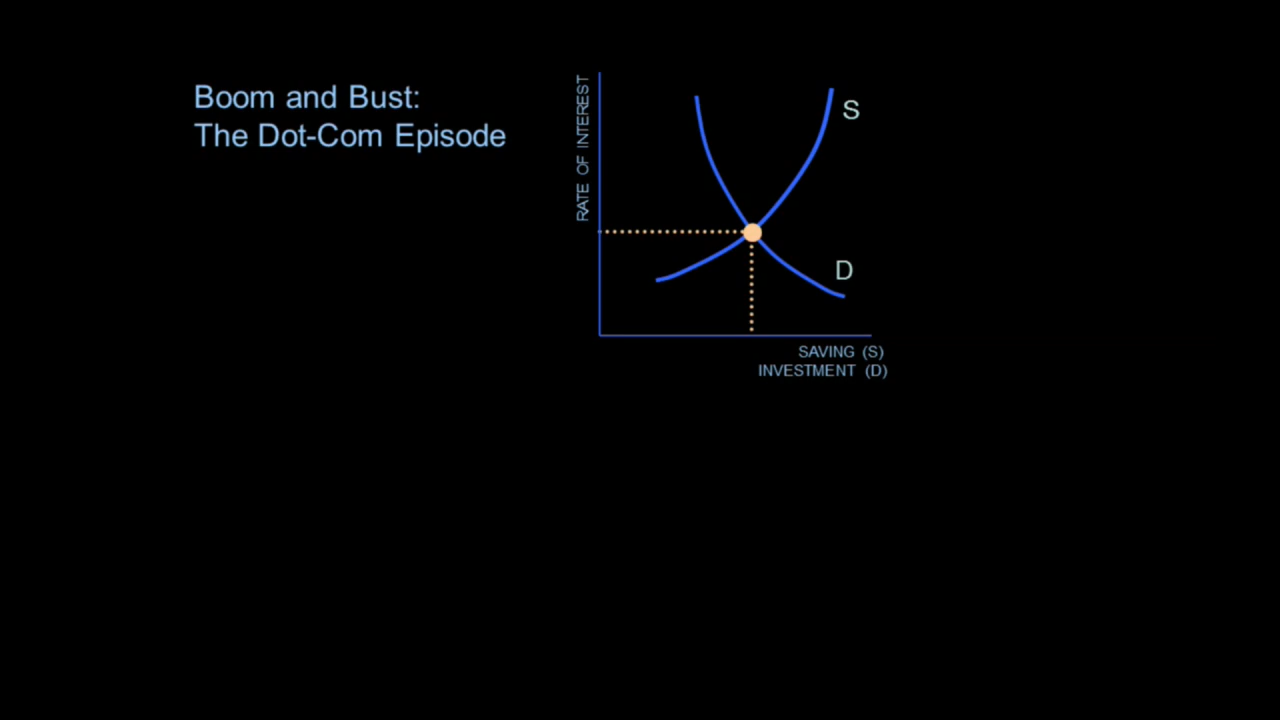 Boom and Bust:
The Dot-Com Episode
RATE OF INTEREST
S
D
SAVING (S)
INVESTMENT (D)